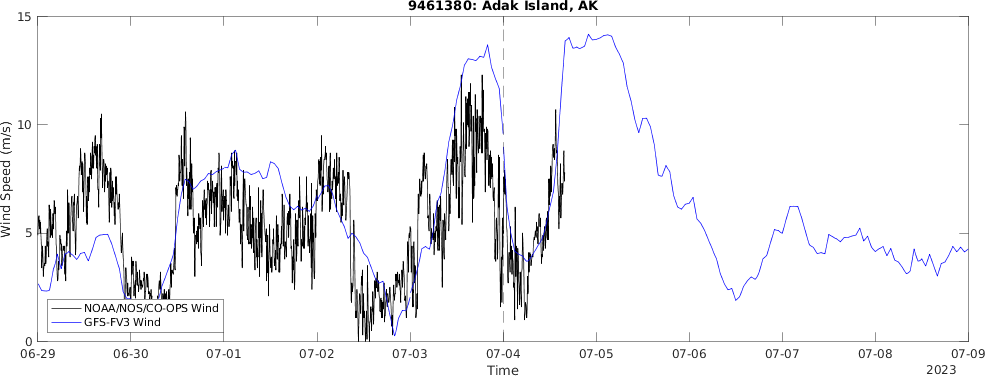 9461380: Adak Island, AK
Wind Speed (m/s)
15
10
5
0
NOAA/NOS/CO-OPS Wind
GFS-FV3 Wind
06-29 06-30 07-01 07-02 07-03 07-04 07-05 07-06 07-07 07-08 07-09
Time
2023